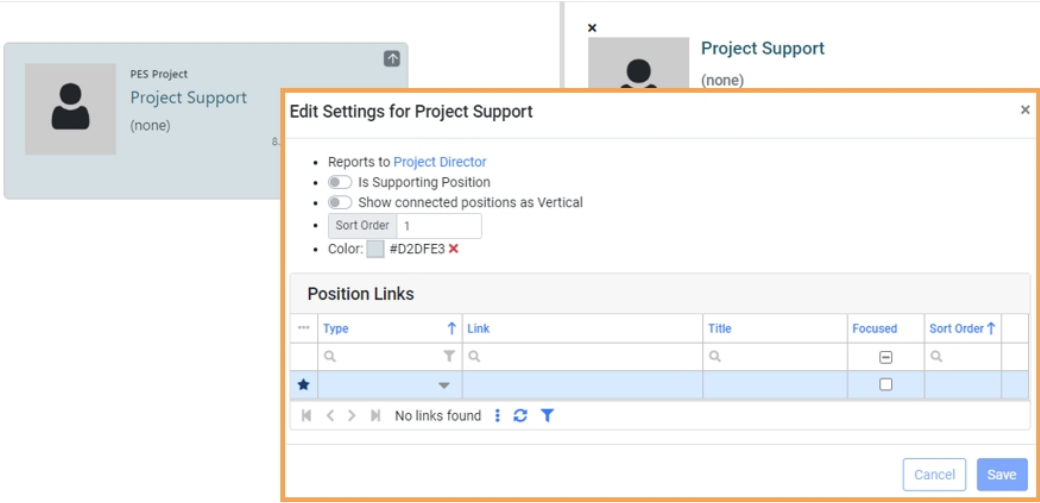 PES Project
Project Support
(none)
8.
Project Support
(none)
Edit Settings for Project Support
Reports to Project Director
Is Supporting Position
Show connected positions as Vertical
Sort Order 1
Color: #D2DFE3
Position Links
Type Link Title Focused Sort Order
No links found
Cancel Save